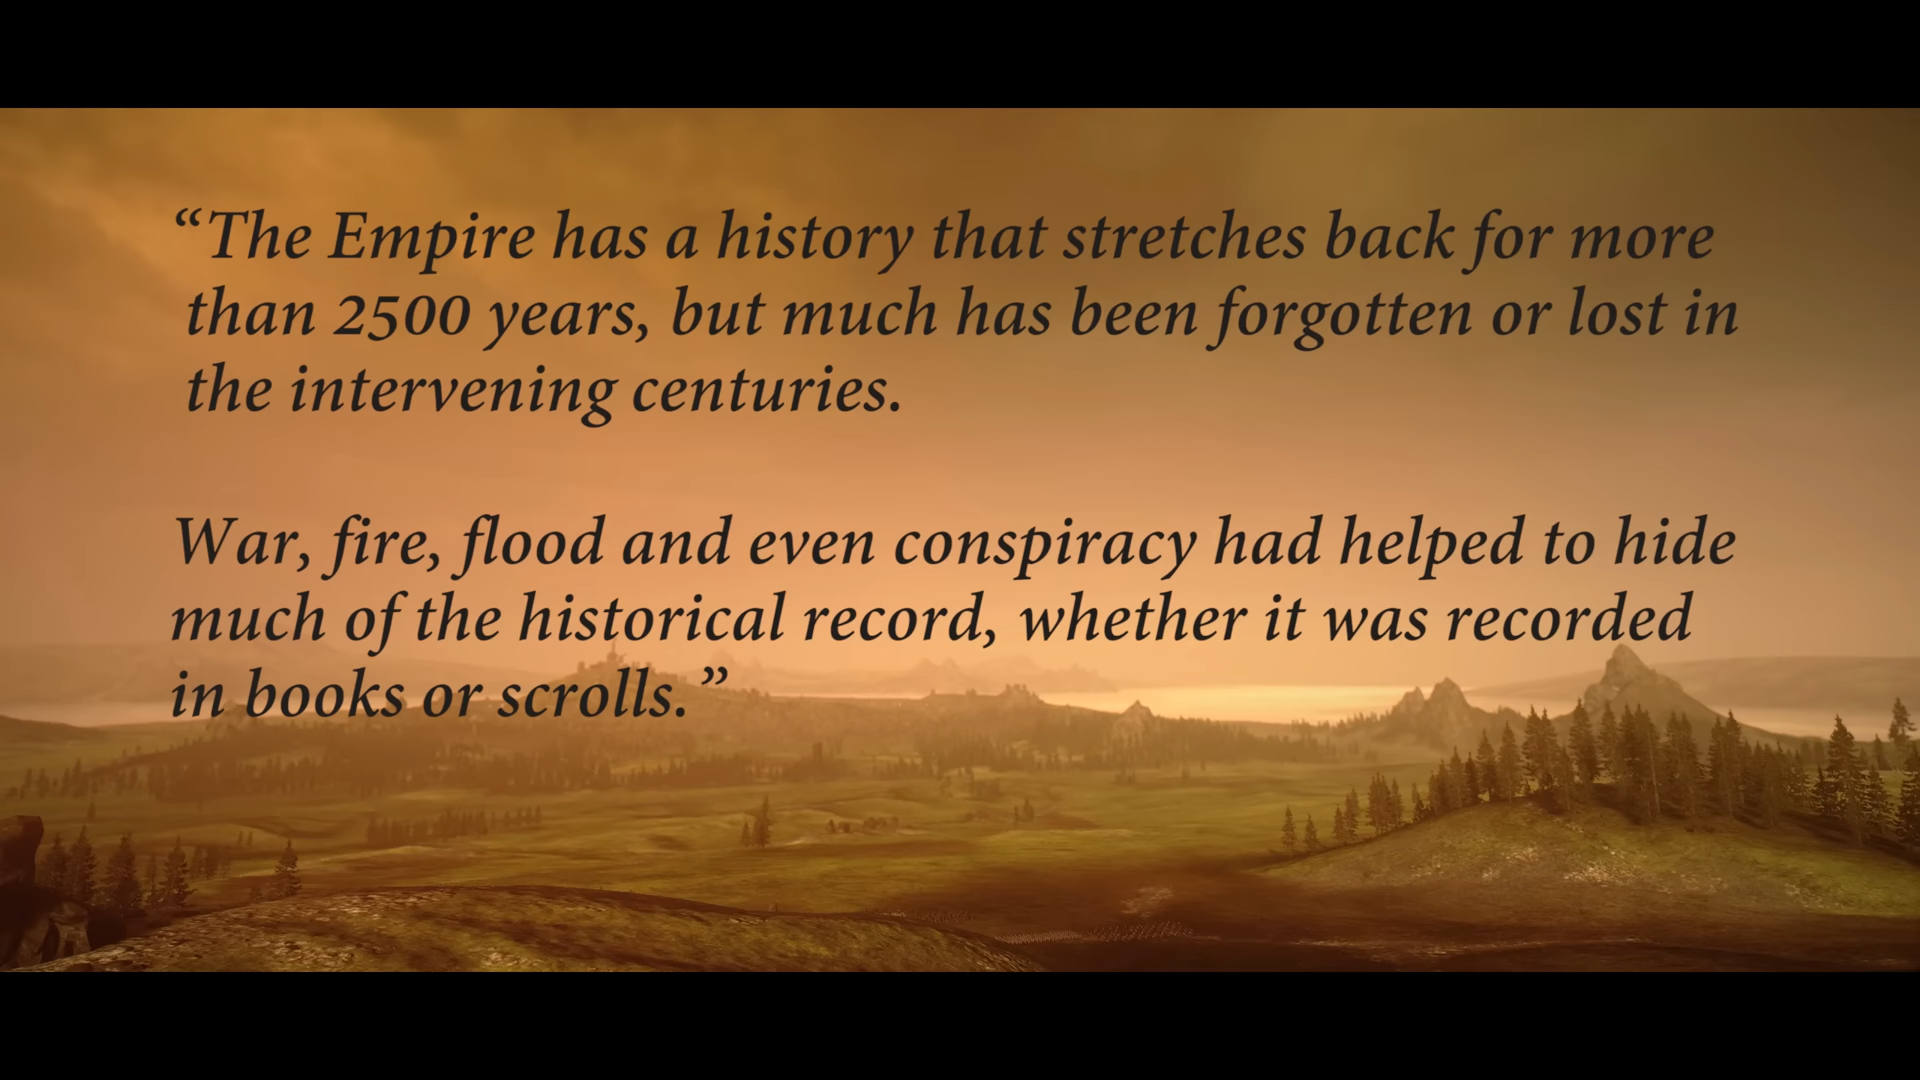 “The Empire has a history that stretches back for more
than 2500 years, but much has been forgotten or lost in
the intervening centuries.
War, fire, flood and even conspiracy had helped to hide
much of the historical record, whether it was recorded
in books or scrolls.”